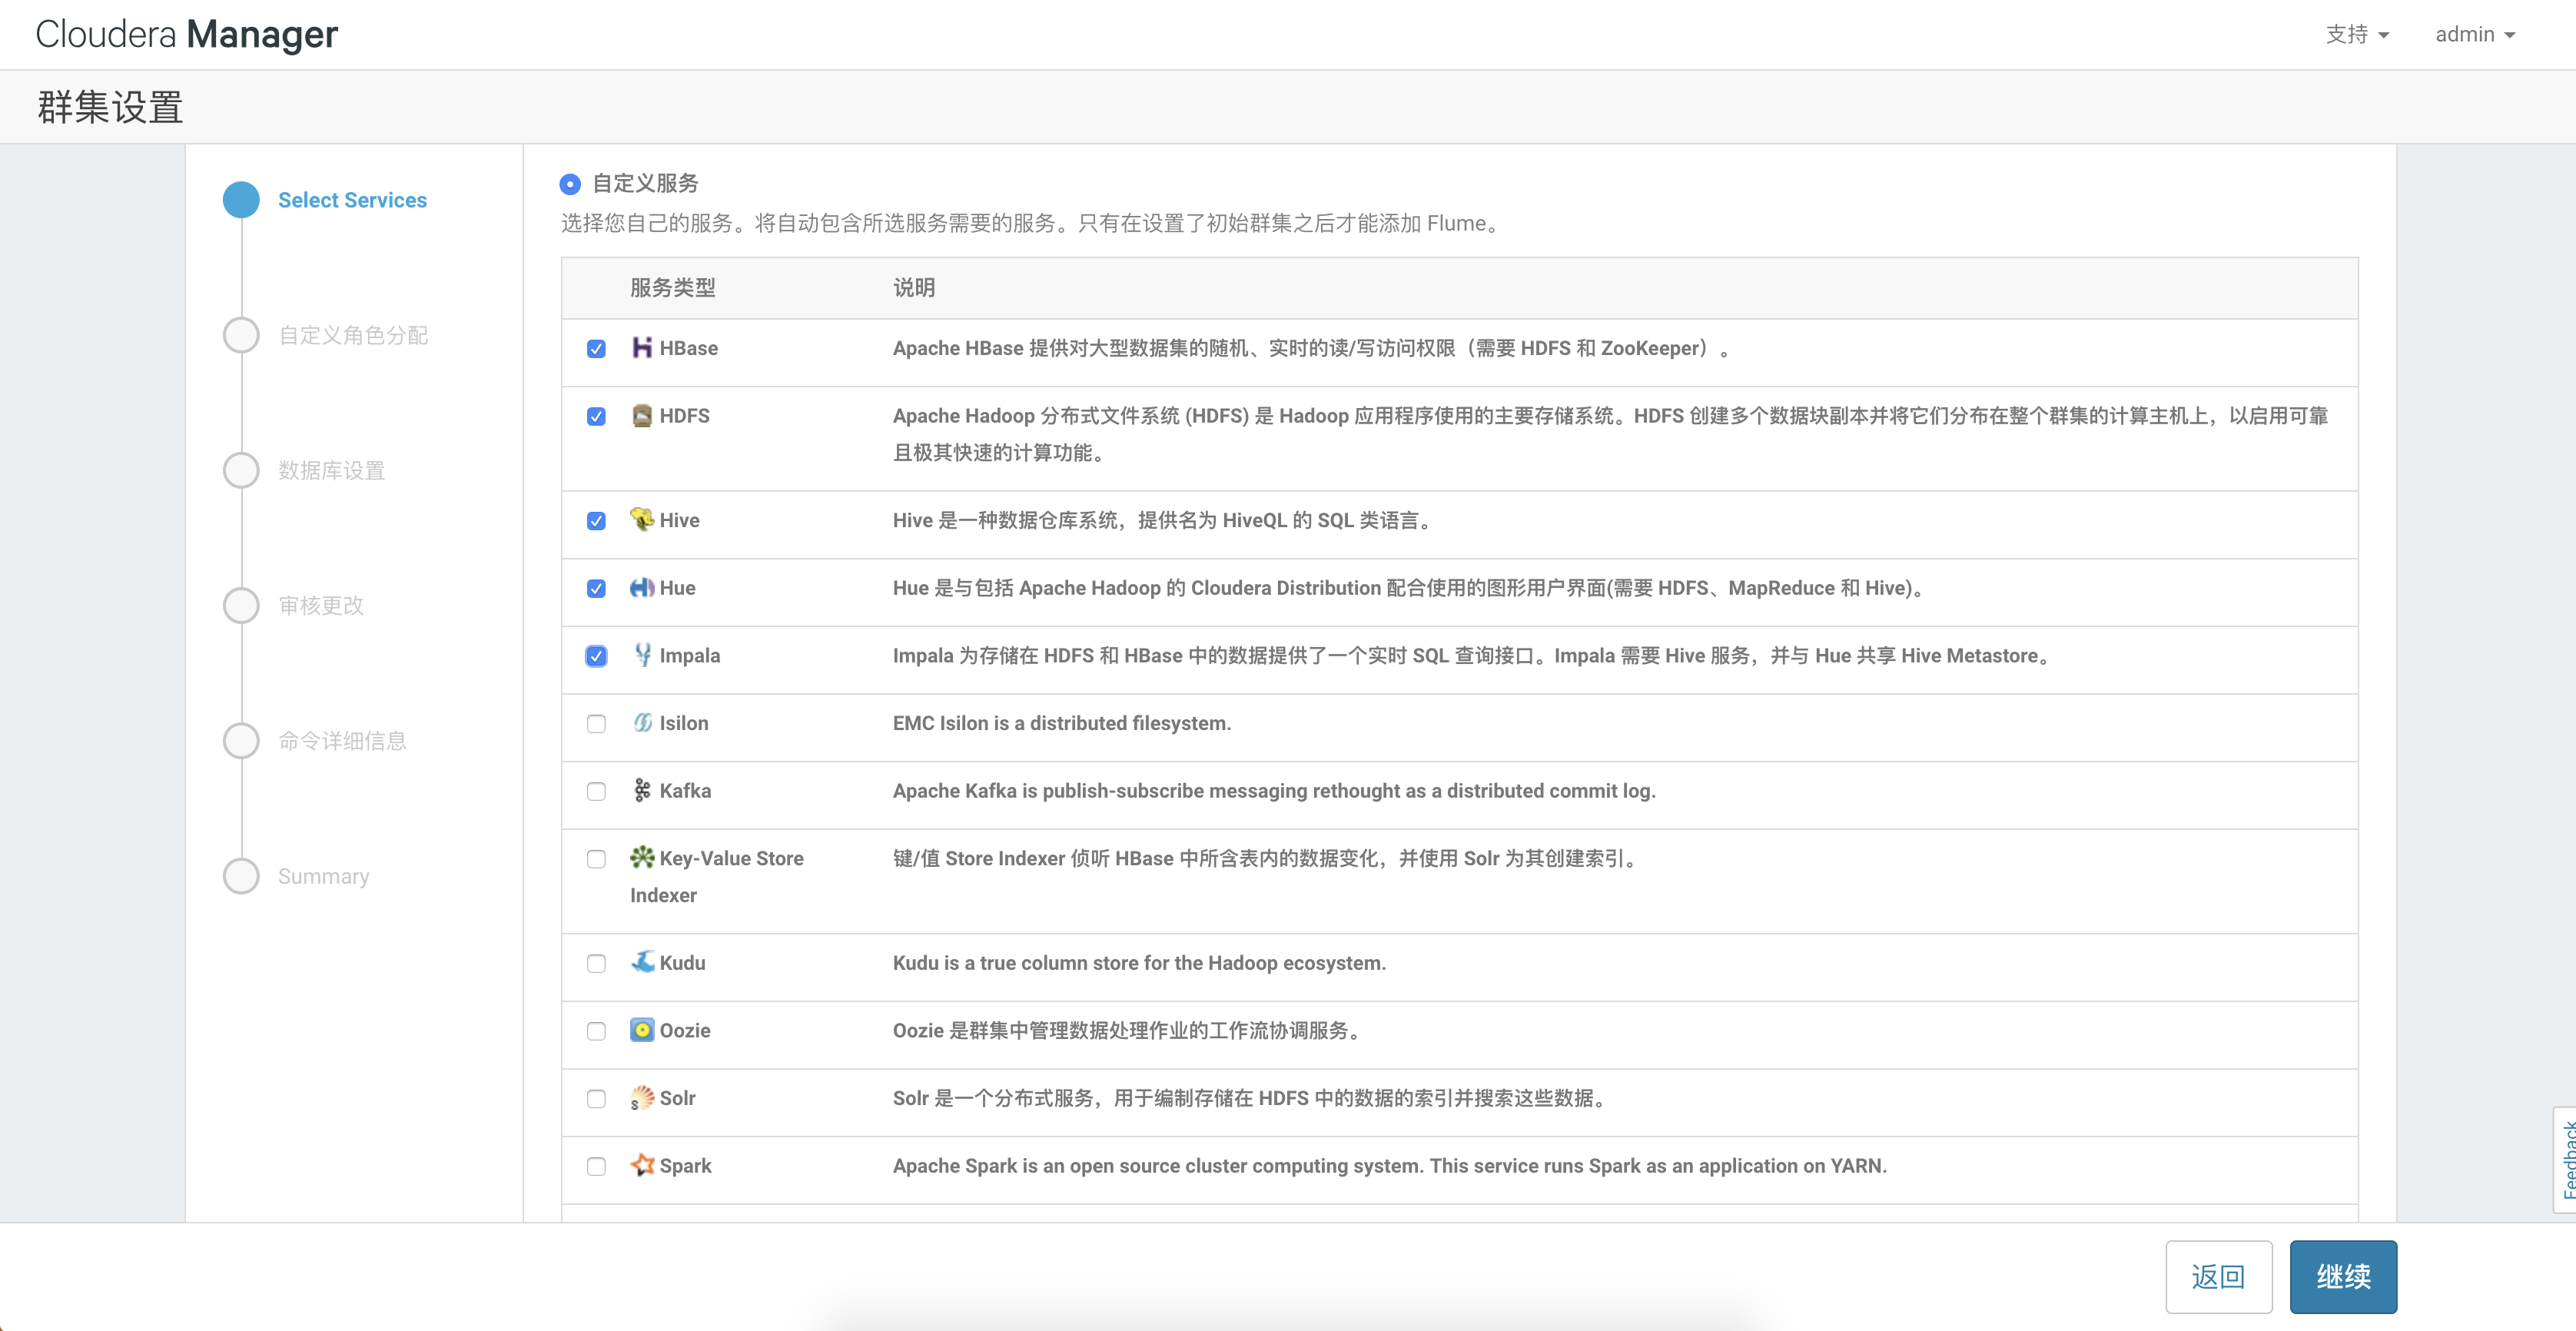 Cloudera Manager
支持
admin
群集设置
Select Services
自定义角色分配
数据库设置
审核更改
命令详细信息
Summary
自定义服务
选择您自己的服务。将自动包含所选服务需要的服务。只有在设置了初始群集之后才能添加 Flume。
服务类型 说明
HBase Apache HBase 提供对大型数据集的随机、实时的读/写访问权限（需要 HDFS 和 ZooKeeper）。
HDFS Apache Hadoop 分布式文件系统 (HDFS) 是 Hadoop 应用程序使用的主要存储系统。HDFS 创建多个数据块副本并将它们分布在整个群集的计算主机上，以启用可靠
且极其快速的计算功能。
Hive Hive 是一种数据仓库系统，提供名为 HiveQL 的 SQL 类语言。
Hue Hue 是与包括 Apache Hadoop 的 Cloudera Distribution 配合使用的图形用户界面(需要 HDFS、MapReduce 和 Hive)。
Impala Impala 为存储在 HDFS 和 HBase 中的数据提供了一个实时 SQL 查询接口。Impala 需要 Hive 服务，并与 Hue 共享 Hive Metastore。
Isilon EMC Isilon is a distributed filesystem.
Kafka Apache Kafka is publish-subscribe messaging rethought as a distributed commit log.
Key-Value Store 键/值 Store Indexer 侦听 HBase 中所含表内的数据变化，并使用 Solr 为其创建索引。
Indexer
Kudu Kudu is a true column store for the Hadoop ecosystem.
Oozie Oozie 是群集中管理数据处理作业的工作流协调服务。
Solr Solr 是一个分布式服务，用于编制存储在 HDFS 中的数据的索引并搜索这些数据。
Spark Apache Spark is an open source cluster computing system. This service runs Spark as an application on YARN.
Feedback
返回
继续